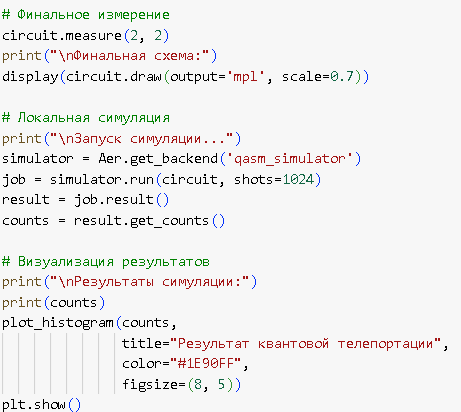 # Финальное измерение
circuit.measure(2, 2)
print("\nФинальная схема:")
display(circuit.draw(output='mpl', scale=0.7))

# Локальная симуляция
print("\nЗапуск симуляции...")
simulator = Aer.get_backend('qasm_simulator')
job = simulator.run(circuit, shots=1024)
result = job.result()
counts = result.get_counts()

# Визуализация результатов
print("\nРезультаты симуляции:")
print(counts)
plot_histogram(counts,
               title="Результат квантовой телепортации",
               color="#1E90FF",
               figsize=(8, 5))
plt.show()